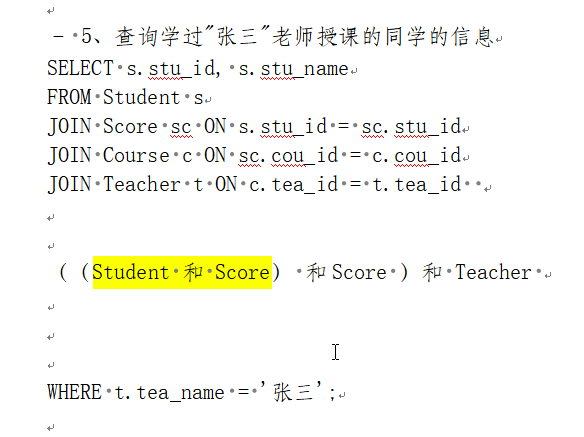 – 5、查询学过"张三"老师授课的同学的信息
SELECT s.stu_id, s.stu_name
FROM Student s
JOIN Score sc ON s.stu_id = sc.stu_id
JOIN Course c ON sc.cou_id = c.cou_id
JOIN Teacher t ON c.tea_id = t.tea_id
( (Student 和 Score) 和 Score ) 和 Teacher
WHERE t.tea_name = '张三';